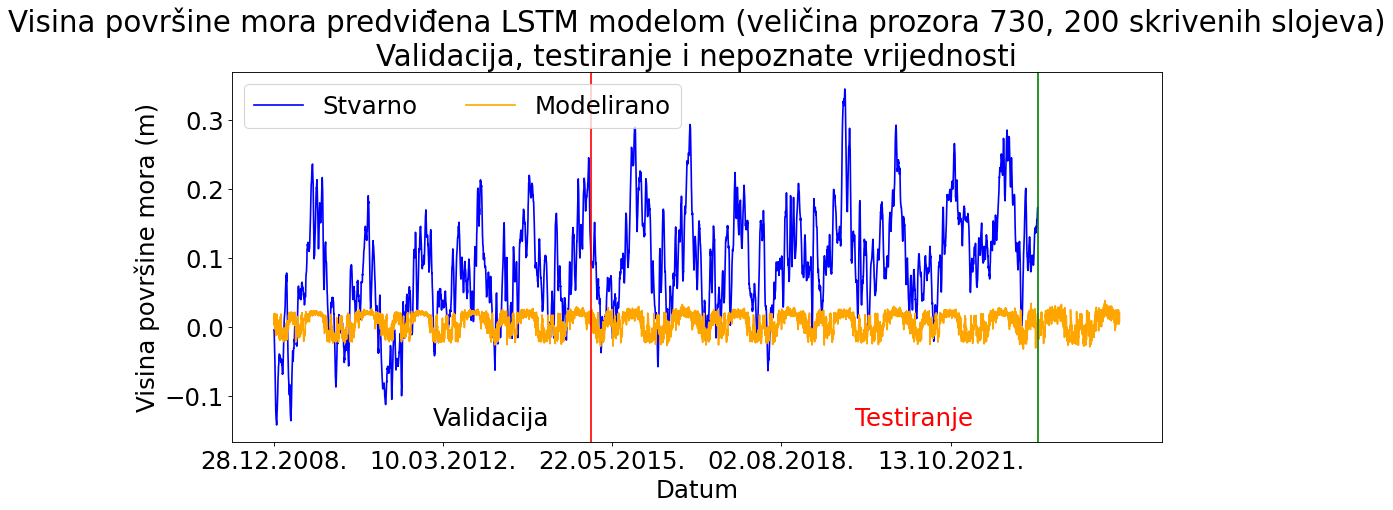 Visina površine mora predviđena LSTM modelom (veličina prozora 730, 200 skrivenih slojeva)
Validacija, testiranje i nepoznate vrijednosti
Stvarno
Modelirano
Visina površine mora (m)
0.3
0.2
0.1
0.0
−0.1
Validacija
Testiranje
28.12.2008.
10.03.2012.
22.05.2015.
02.08.2018.
13.10.2021.
Datum